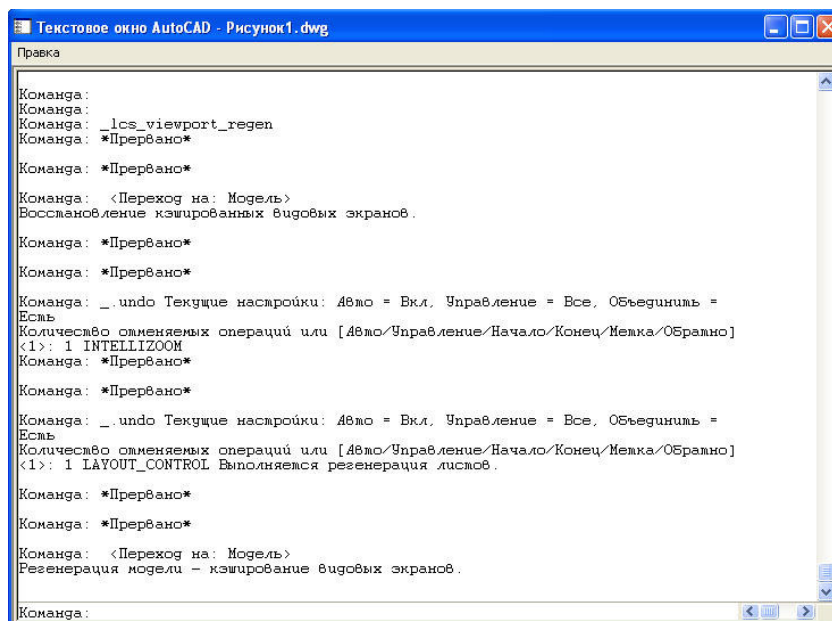 Текстовое окно AutoCAD - Рисунок1.dwg
Правка
Команда:
Команда:
Команда: _lcs_viewport_regen
Команда: *Прервано*
Команда: *Прервано*
Команда: <Переход на: Модель>
Восстановление кэшированных видовых экранов.
Команда: *Прервано*
Команда: *Прервано*
Команда: _.undo Текущие настройки: Авто = Вкл, Управление = Все, Объединить =
Есть
Количество отменяемых операций или [Авто/Управление/Начало/Конец/Метка/Обратно]
<1>: 1 INTELLIZOOM
Команда: *Прервано*
Команда: *Прервано*
Команда: _.undo Текущие настройки: Авто = Вкл, Управление = Все, Объединить =
Есть
Количество отменяемых операций или [Авто/Управление/Начало/Конец/Метка/Обратно]
<1>: 1 LAYOUT_CONTROL Выполняется регенерация листов.
Команда: *Прервано*
Команда: *Прервано*
Команда: <Переход на: Модель>
Регенерация модели - кэширование видовых экранов.
Команда: